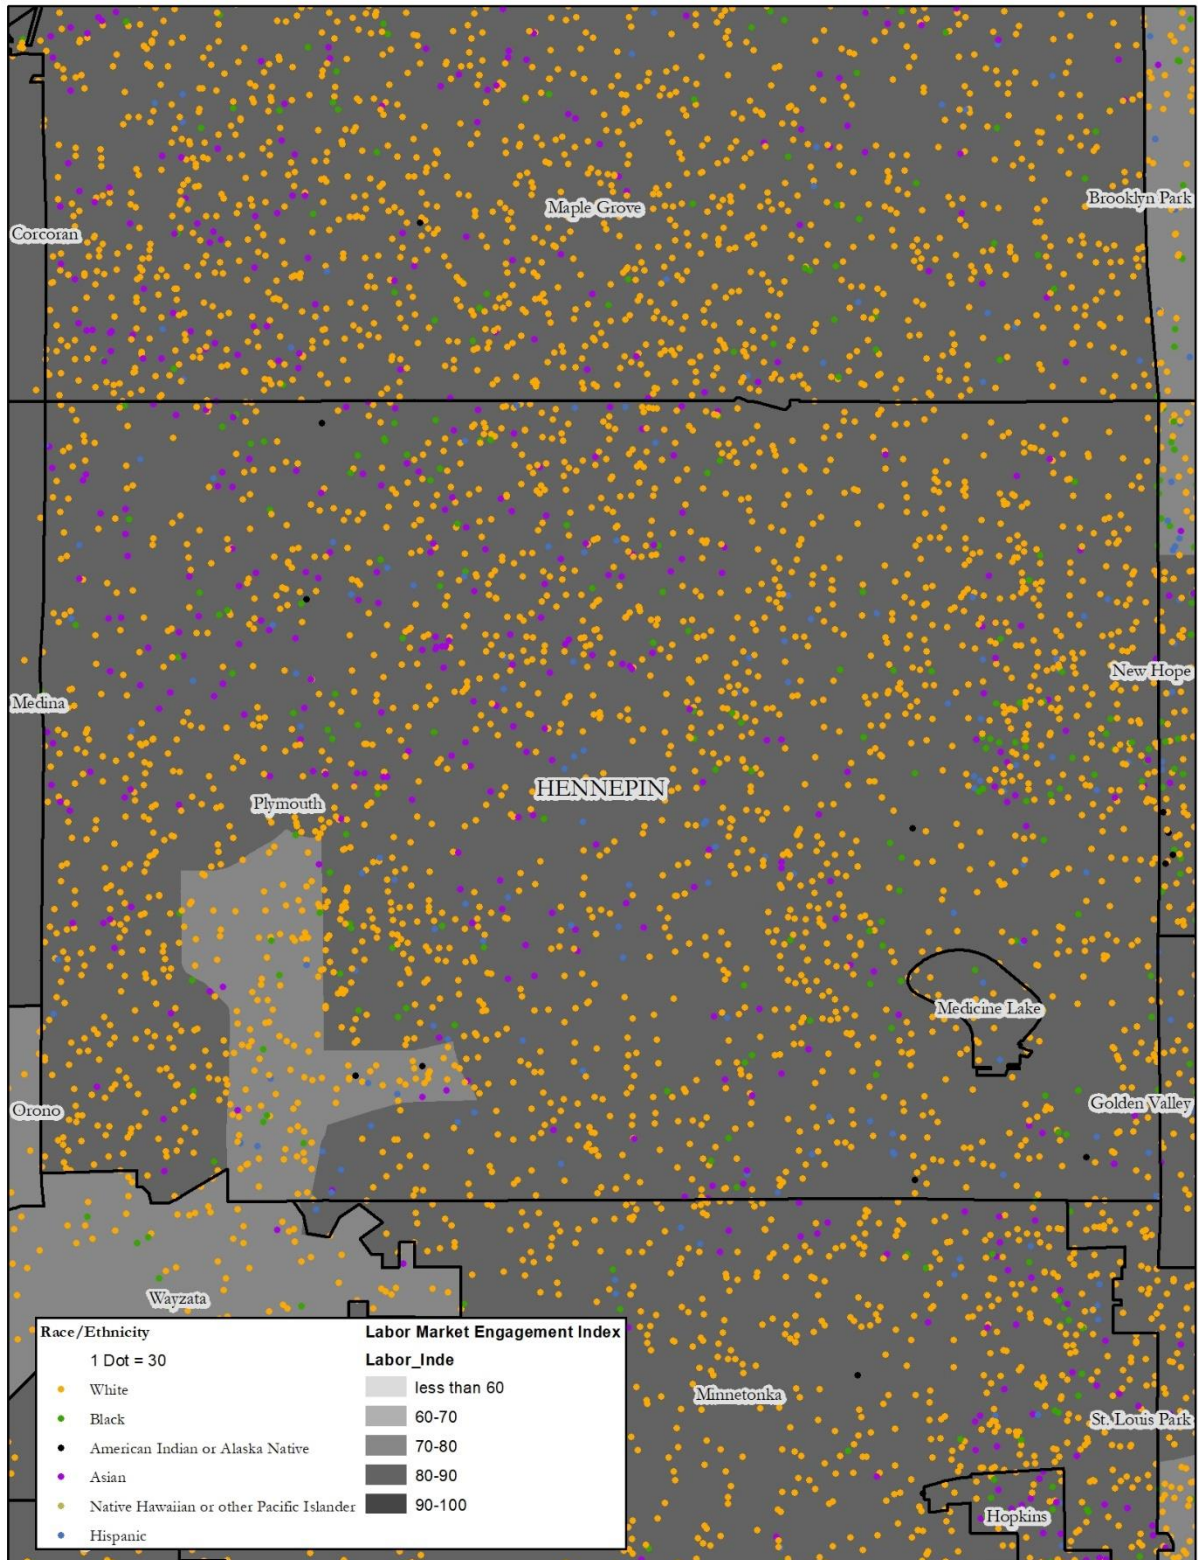 Maple Grove
Brooklyn Park
Corcoran
New Hope
Medina
HENNEPIN
Plymouth
Medicine Lake
Golden Valley
Orono
Wayzata
Minnetonka
St. Louis Park
Hopkins
Race/Ethnicity
1 Dot = 30
White
Black
American Indian or Alaska Native
Asian
Native Hawaiian or other Pacific Islander
Hispanic
Labor Market Engagement Index
Labor_Inde
less than 60
60-70
70-80
80-90
90-100